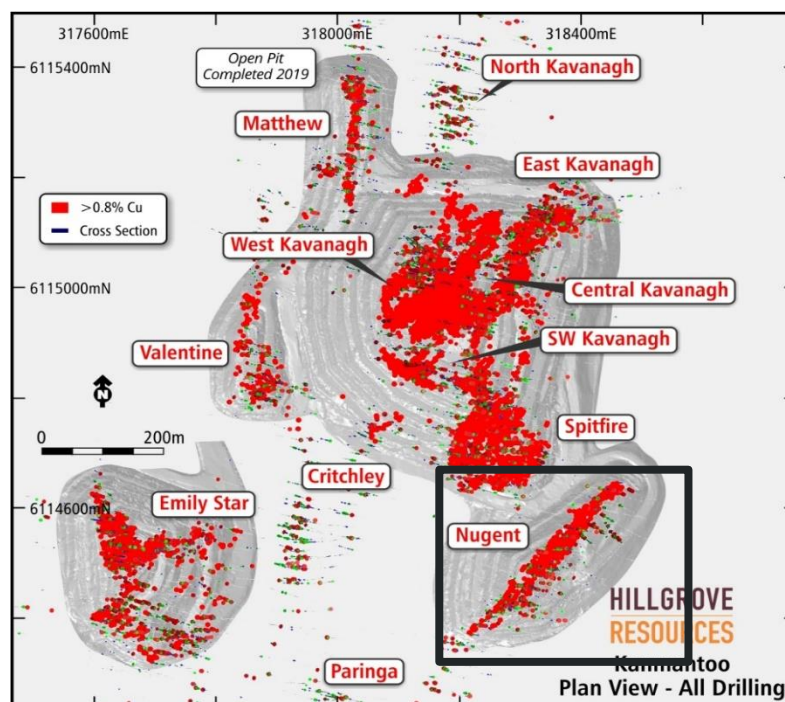 317600mE
318000mE
318400mE
6115400mN
Open Pit
Completed 2019
North Kavanagh
Matthew
East Kavanagh
>0.8% Cu
Cross Section
West Kavanagh
6115000mN
Central Kavanagh
SW Kavanagh
Valentine
N
0
200m
Spitfire
Critchley
Emily Star
6114600mN
Nugent
HILLGROVE
RESOURCES
Kanmantoo
Paringa
Plan View - All Drilling